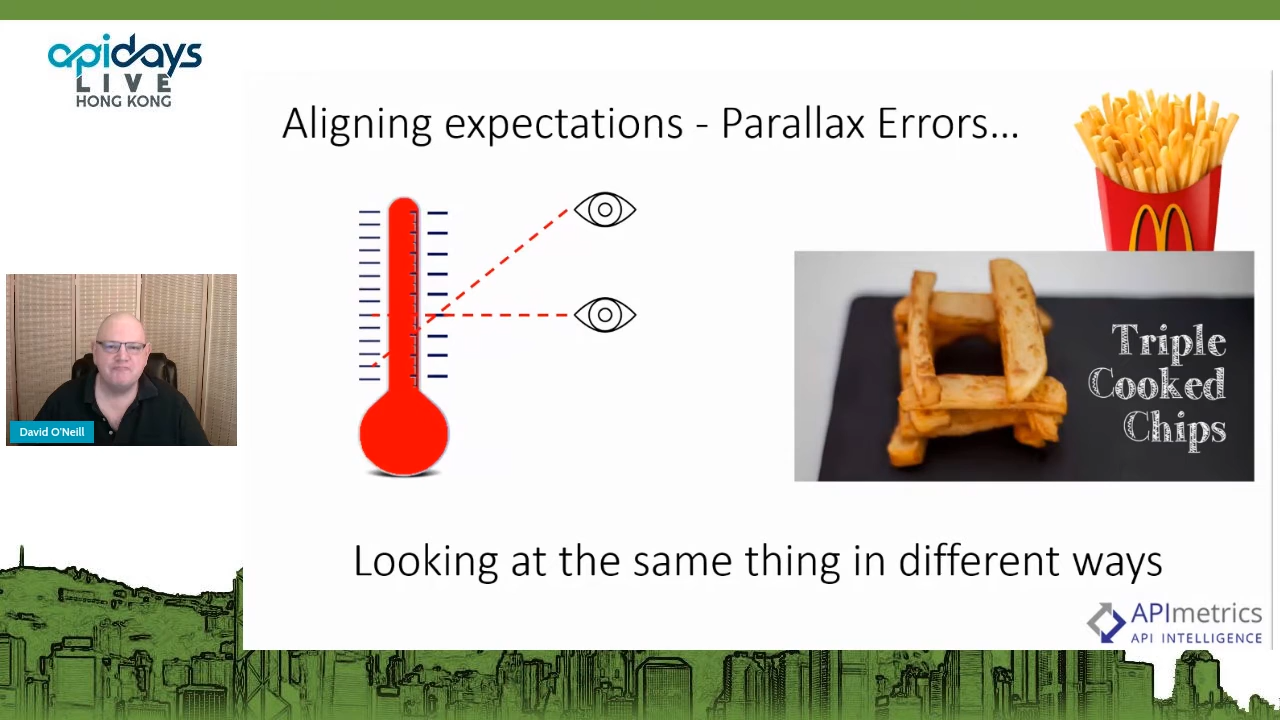 apidays
LIVE
HONG KONG
Aligning expectations - Parallax Errors...
Triple
Cooked
Chips
David O'Neill
Looking at the same thing in different ways
APImetrics
API INTELLIGENCE